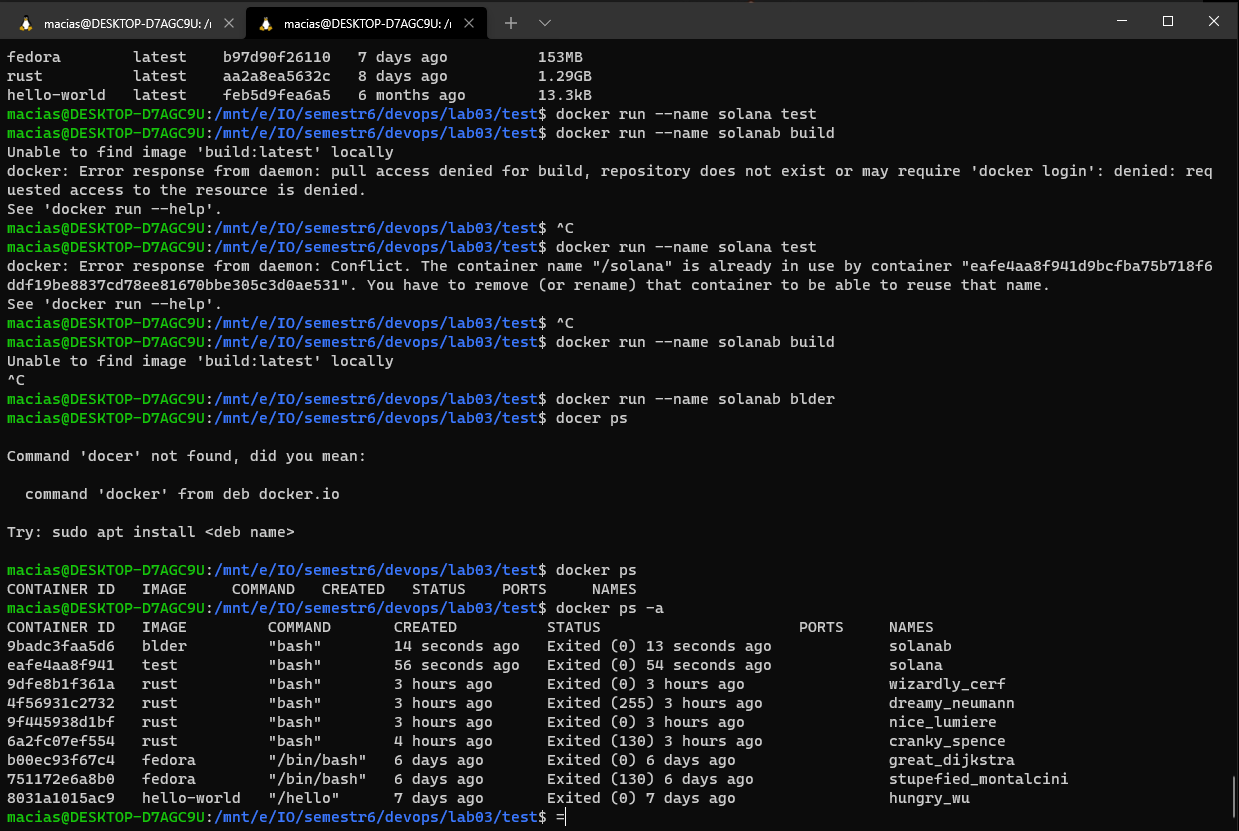 macias@DESKTOP-D7AGC9U: /ı
macias@DESKTOP-D7AGC9U: /ı
fedora latest b97d90f26110 7 days ago 153MB
rust latest aa2a8ea5632c 8 days ago 1.29GB
hello-world latest feb5d9fea6a5 6 months ago 13.3kB
macias@DESKTOP-D7AGC9U:/mnt/e/IO/semestr6/devops/lab03/test$ docker run --name solana test
macias@DESKTOP-D7AGC9U:/mnt/e/IO/semestr6/devops/lab03/test$ docker run --name solanab build
Unable to find image 'build:latest' locally
docker: Error response from daemon: pull access denied for build, repository does not exist or may require 'docker login': denied: req
uested access to the resource is denied.
See 'docker run --help'.
macias@DESKTOP-D7AGC9U:/mnt/e/IO/semestr6/devops/lab03/test$ ^C
macias@DESKTOP-D7AGC9U:/mnt/e/IO/semestr6/devops/lab03/test$ docker run --name solana test
docker: Error response from daemon: Conflict. The container name "/solana" is already in use by container "eafe4aa8f941d9bcfba75b718f6
ddf19be8837cd78ee81670bbe305c3d0ae531". You have to remove (or rename) that container to be able to reuse that name.
See 'docker run --help'.
macias@DESKTOP-D7AGC9U:/mnt/e/IO/semestr6/devops/lab03/test$ ^C
macias@DESKTOP-D7AGC9U:/mnt/e/IO/semestr6/devops/lab03/test$ docker run --name solanab build
Unable to find image 'build:latest' locally
^C
macias@DESKTOP-D7AGC9U:/mnt/e/IO/semestr6/devops/lab03/test$ docker run --name solanab blder
macias@DESKTOP-D7AGC9U:/mnt/e/IO/semestr6/devops/lab03/test$ docer ps
Command 'docer' not found, did you mean:
command 'docker' from deb docker.io
Try: sudo apt install <deb name>
macias@DESKTOP-D7AGC9U:/mnt/e/IO/semestr6/devops/lab03/test$ docker ps
CONTAINER ID IMAGE COMMAND CREATED STATUS PORTS NAMES
macias@DESKTOP-D7AGC9U:/mnt/e/IO/semestr6/devops/lab03/test$ docker ps -a
CONTAINER ID IMAGE COMMAND CREATED STATUS PORTS NAMES
9badc3faa5d6 blder "bash" 14 seconds ago Exited (0) 13 seconds ago solanab
eafe4aa8f941 test "bash" 56 seconds ago Exited (0) 54 seconds ago solana
9dfe8b1f361a rust "bash" 3 hours ago Exited (0) 3 hours ago wizardly_cerf
4f56931c2732 rust "bash" 3 hours ago Exited (255) 3 hours ago dreamy_neumann
9f445938d1bf rust "bash" 3 hours ago Exited (0) 3 hours ago nice_lumiere
6a2fc07ef554 rust "bash" 4 hours ago Exited (130) 3 hours ago cranky_spence
b00ec93f67c4 fedora "/bin/bash" 6 days ago Exited (0) 6 days ago great_dijkstra
751172e6a8b0 fedora "/bin/bash" 6 days ago Exited (130) 6 days ago stupefied_montalcini
8031a1015ac9 hello-world "/hello" 7 days ago Exited (0) 7 days ago hungry_wu
macias@DESKTOP-D7AGC9U:/mnt/e/IO/semestr6/devops/lab03/test$ =